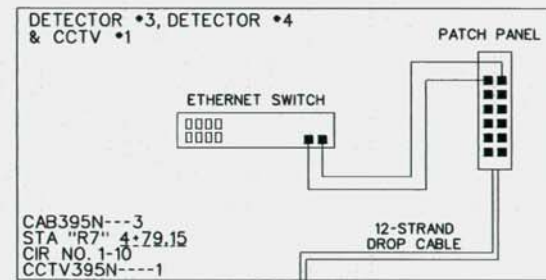 DETECTOR •3, DETECTOR •4
& CCTV •1
PATCH PANEL
ETHERNET SWITCH
CAB395N---3
STA "R7" 4+79.15
CIR NO. 1-10
CCTV395N----1
12-STRAND
DROP CABLE